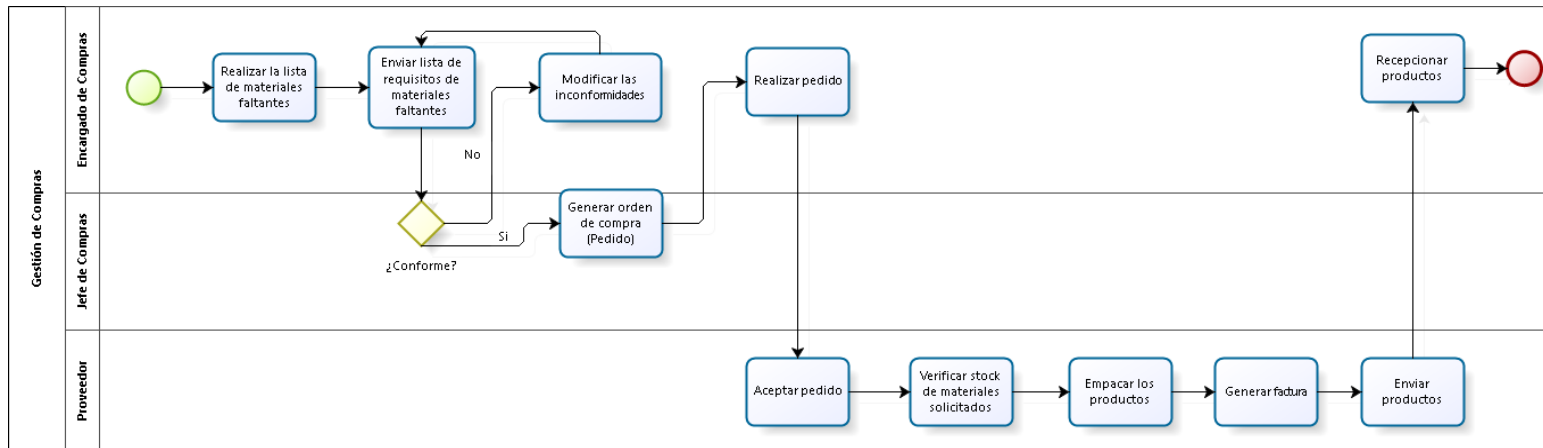 Gestión de Compras
Encargado de Compras
Realizar la lista
de materiales
faltantes
Enviar lista de
requisitos de
materiales
faltantes
Modificar las
inconformidades
Realizar pedido
Recepcionar
productos
No
Jefe de Compras
¿Conforme?
Si
Generar orden
de compra
(Pedido)
Proveedor
Aceptar pedido
Verificar stock
de materiales
solicitados
Empacar los
productos
Generar factura
Enviar
productos